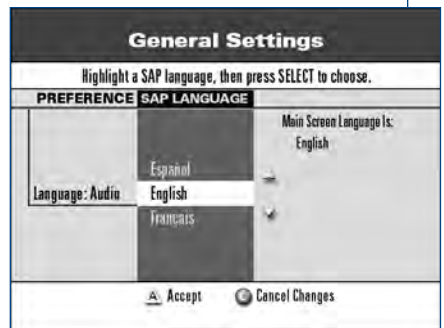 General Settings
Highlight a SAP language, then press SELECT to choose.
PREFERENCE SAP LANGUAGE
Main Screen Language Is:
English
Español
Language: Audio English
Français
A Accept C Cancel Changes